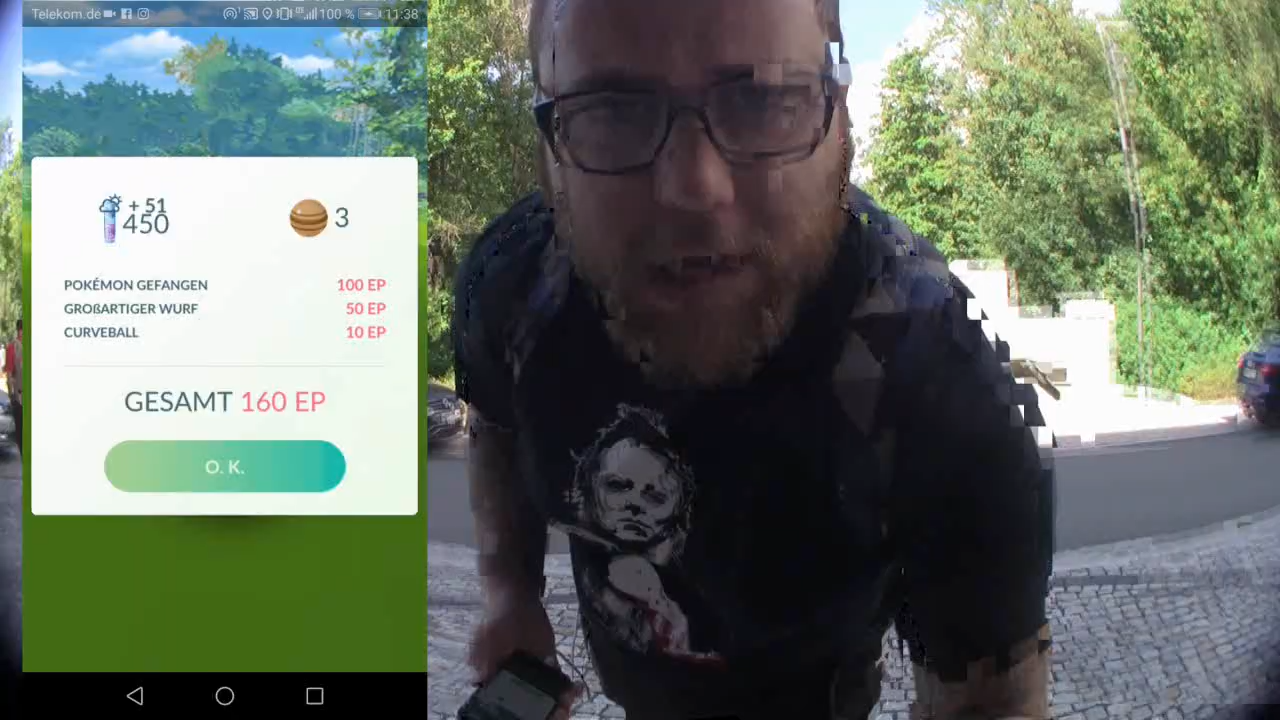 Telekom.de 100 % 11:38
+ 51
450
3
POKÉMON GEFANGEN 100 EP
GROẞARTIGER WURF 50 EP
CURVEBALL 10 EP
GESAMT 160 EP
O. K.